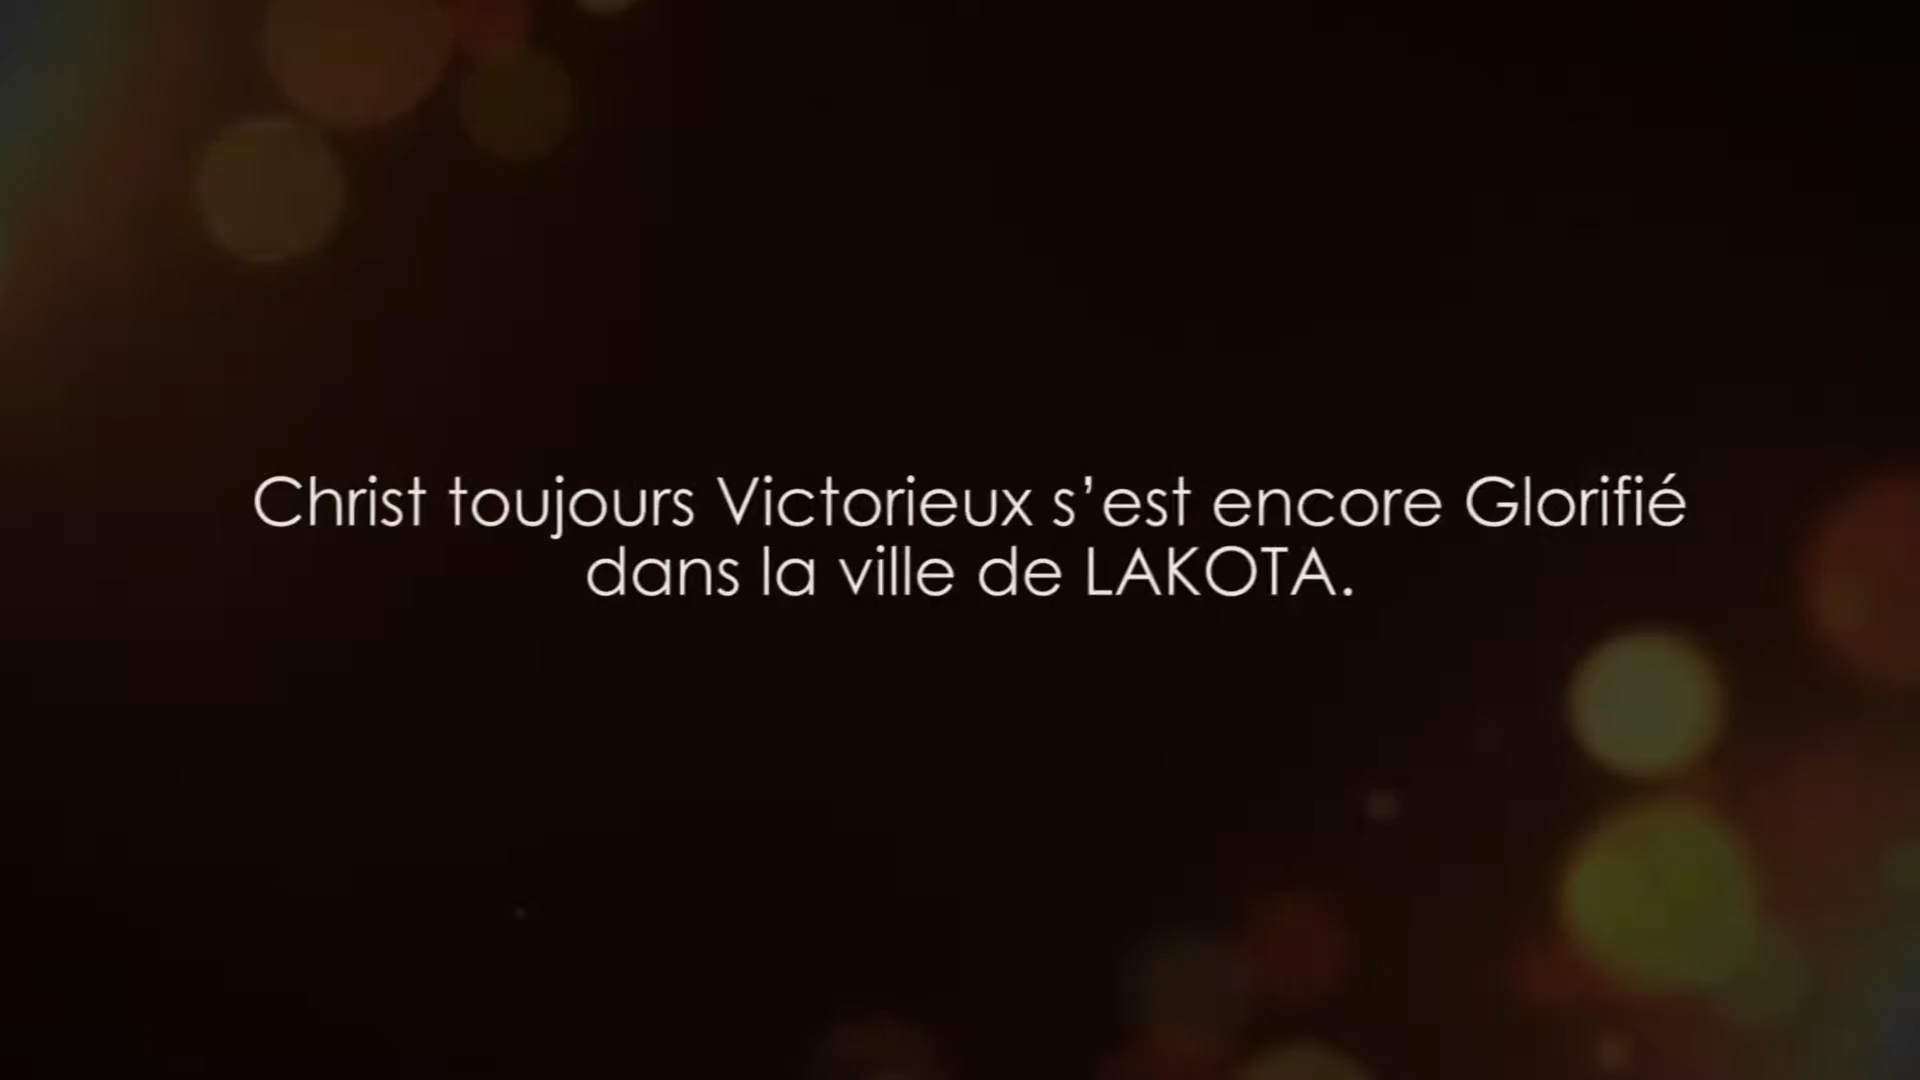 Christ toujours Victorieux s’est encore Glorifié
dans la ville de LAKOTA.